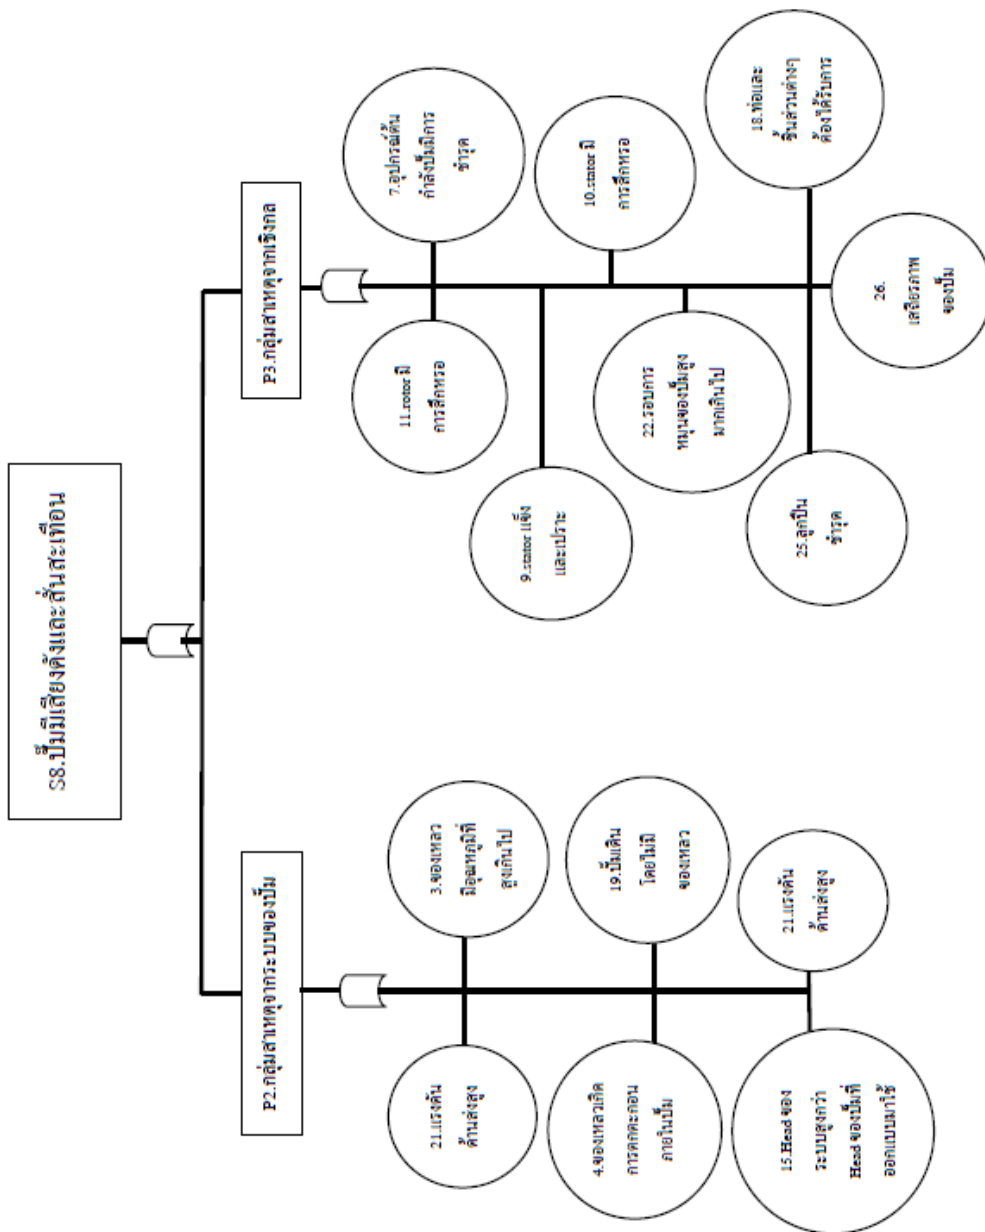 S8.ปั๊มมีเสียงดังและสั่นสะเทือน
P2.กลุ่มสาเหตุจากระบบของปั๊ม
P3.กลุ่มสาเหตุจากเชิงกล
21.แรงดัน
ด้านส่งสูง
3.ของเหลว
มีอุณหภูมิที่
สูงเกินไป
4.ของเหลวเกิด
การตกตะกอน
ภายในปั๊ม
19.ปั๊มเดิน
โดยไม่มี
ของเหลว
15.Head ของ
ระบบสูงกว่า
Head ของปั๊มที่
ออกแบบมาใช้
21.แรงดัน
ด้านส่งสูง
11.rotor มี
การสึกหรอ
7.อุปกรณ์ต้น
กำลังปั๊มมีการ
ชำรุด
9.stator แข็ง
และเปราะ
10.stator มี
การสึกหรอ
22.รอบการ
หมุนของปั๊มสูง
มากเกินไป
25.ลูกปืน
ชำรุด
18.ท่อและ
ชิ้นส่วนต่างๆ
ต้องได้รับการ
26.
เสถียรภาพ
ของปั๊ม